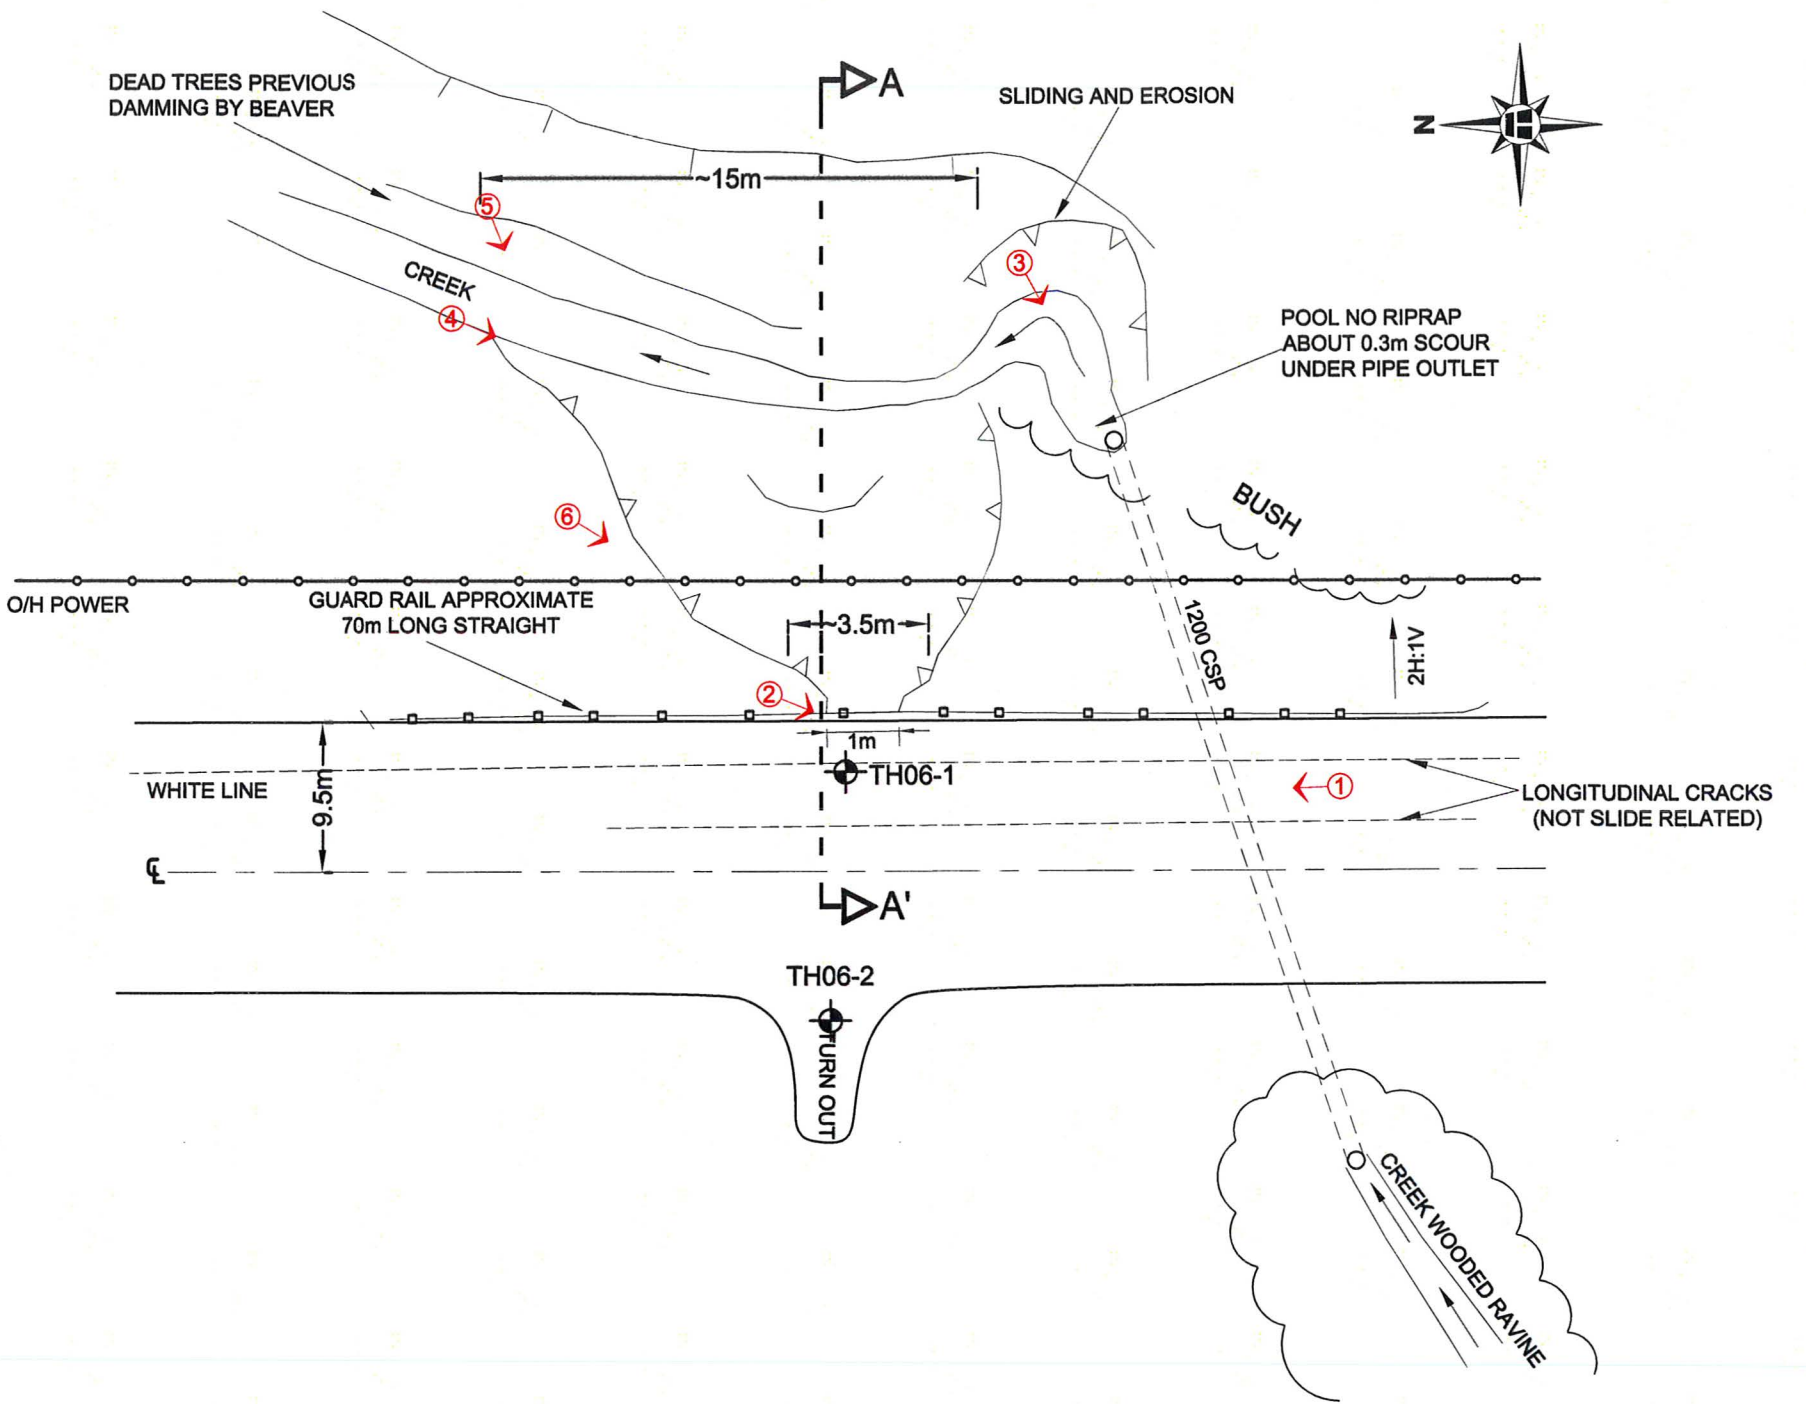 DEAD TREES PREVIOUS
DAMMING BY BEAVER
A
SLIDING AND EROSION
N
~15m
5
3
CREEK
4
POOL NO RIPRAP
ABOUT 0.3m SCOUR
UNDER PIPE OUTLET
6
BUSH
O/H POWER
GUARD RAIL APPROXIMATE
70m LONG STRAIGHT
~3.5m
1200 CSP
2H:1V
2
1m
TH06-1
WHITE LINE
9.5m
1
LONGITUDINAL CRACKS
(NOT SLIDE RELATED)
CL
A'
TH06-2
TURN OUT
CREEK WOODED RAVINE